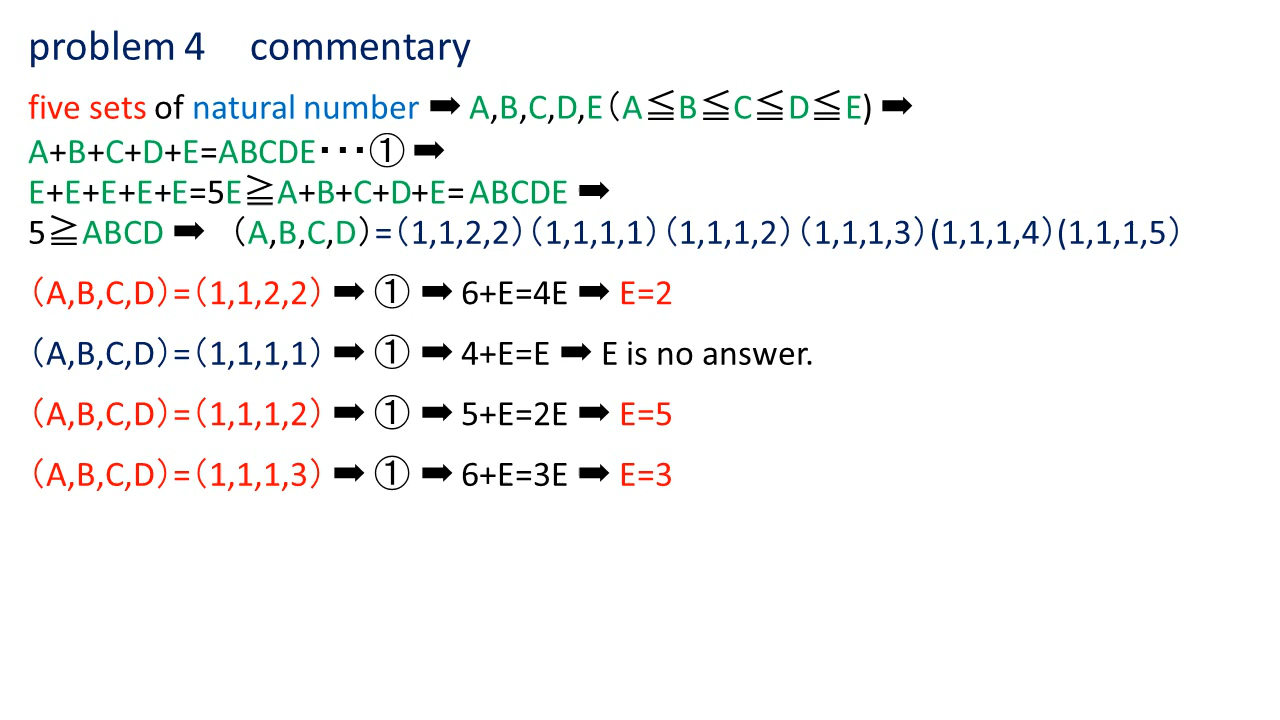 problem 4 commentary
five sets of natural number ➡ A,B,C,D,E（A≦B≦C≦D≦E) ➡
A+B+C+D+E=ABCDE・・・① ➡
E+E+E+E+E=5E≧A+B+C+D+E=ABCDE ➡
5≧ABCD ➡ （A,B,C,D）=（1,1,2,2）（1,1,1,1）（1,1,1,2）（1,1,1,3）(1,1,1,4）(1,1,1,5）
（A,B,C,D）=（1,1,2,2） ➡ ① ➡ 6+E=4E ➡ E=2
（A,B,C,D）=（1,1,1,1） ➡ ① ➡ 4+E=E ➡ E is no answer.
（A,B,C,D）=（1,1,1,2） ➡ ① ➡ 5+E=2E ➡ E=5
（A,B,C,D）=（1,1,1,3） ➡ ① ➡ 6+E=3E ➡ E=3